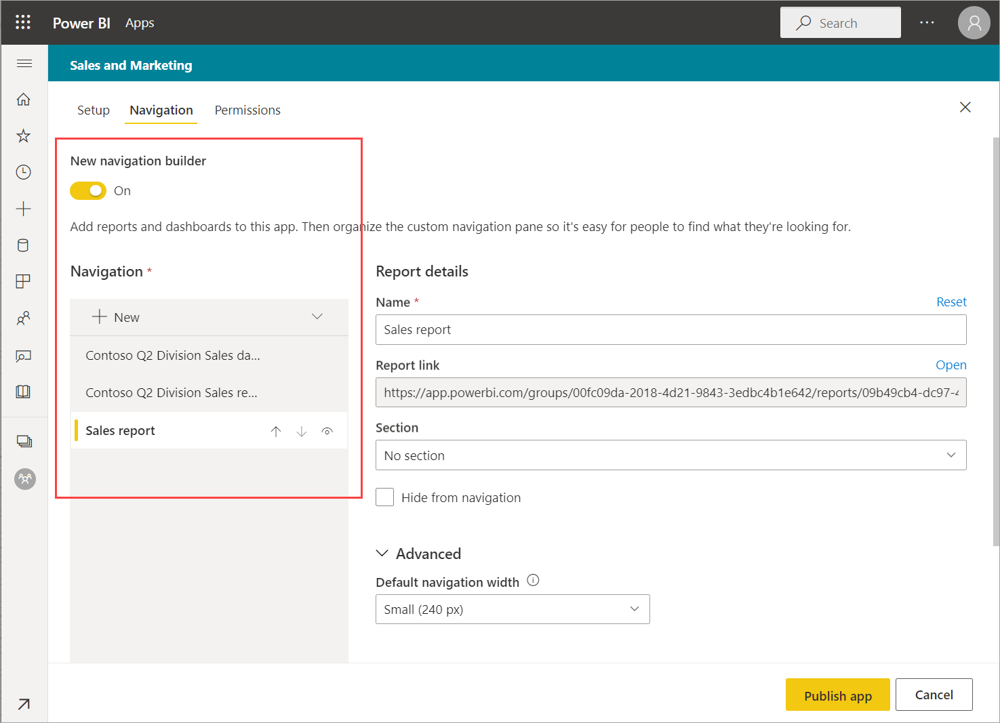 Power BI Apps Search
Sales and Marketing
Setup Navigation Permissions
New navigation builder
On
Add reports and dashboards to this app. Then organize the custom navigation pane so it's easy for people to find what they're looking for.
Navigation *
New
Contoso Q2 Division Sales da...
Contoso Q2 Division Sales re...
Sales report
Report details
Name * Reset
Sales report
Report link Open
https://app.powerbi.com/groups/00fc09da-2018-4d21-9843-3edbc4b1e642/reports/09b49cb4-dc97-4
Section
No section
Hide from navigation
Advanced
Default navigation width
Small (240 px)
Publish app Cancel